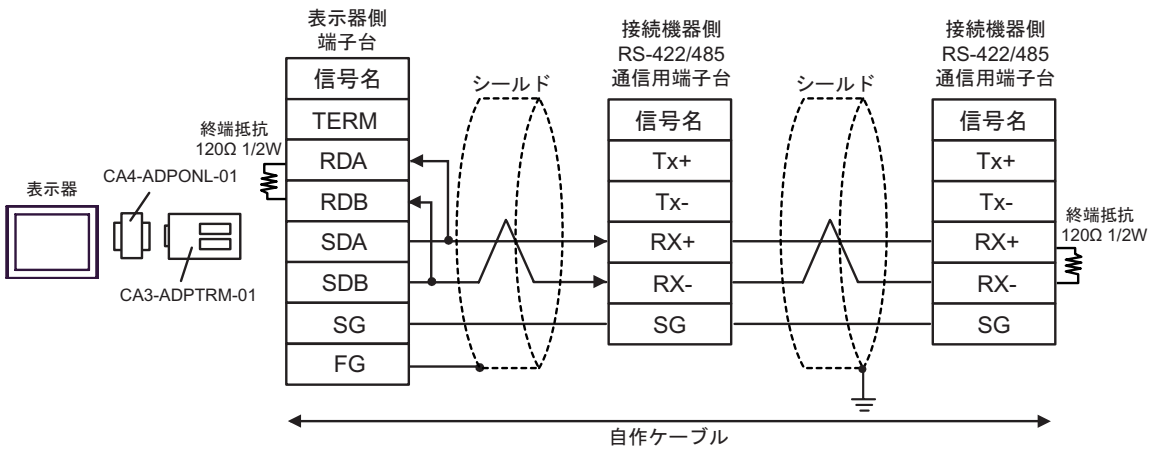 表示器側
端子台
信号名
TERM
RDA
RDB
SDA
SDB
SG
FG
終端抵抗
120Ω 1/2W
表示器
CA4-ADPONL-01
CA3-ADPTRM-01
シールド
接続機器側
RS-422/485
通信用端子台
信号名
Tx+
Tx-
RX+
RX-
SG
シールド
接続機器側
RS-422/485
通信用端子台
信号名
Tx+
Tx-
RX+
RX-
SG
終端抵抗
120Ω 1/2W
自作ケーブル